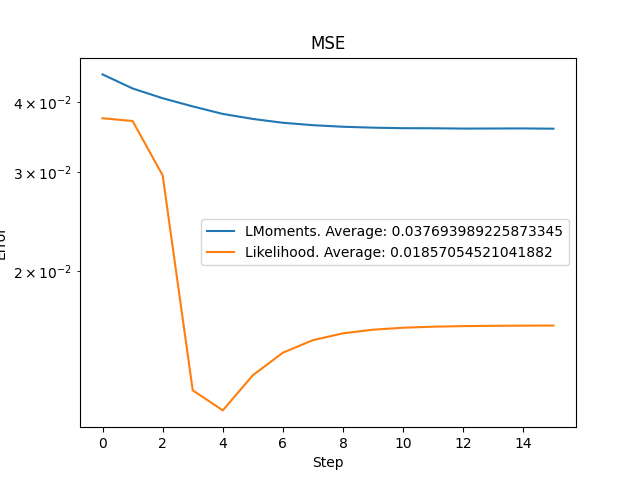 MSE
4 × 10⁻²
3 × 10⁻²
2 × 10⁻²
Error
LMoments. Average: 0.037693989225873345
Likelihood. Average: 0.01857054521041882
0 2 4 6 8 10 12 14
Step